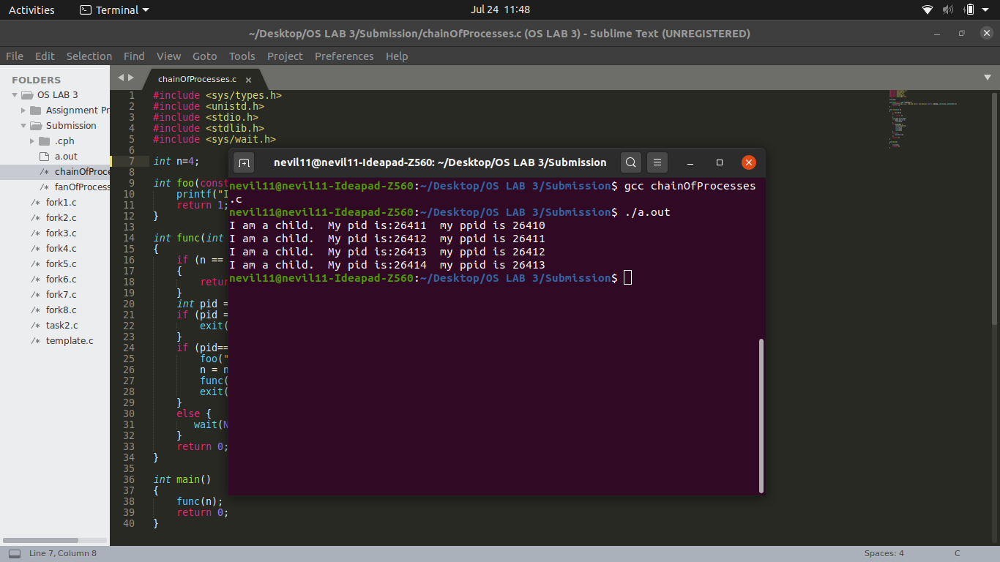 Activities Terminal Jul 24 11:48
~/Desktop/OS LAB 3/Submission/chainOfProcesses.c (OS LAB 3) - Sublime Text (UNREGISTERED)
File Edit Selection Find View Goto Tools Project Preferences Help
FOLDERS
OS LAB 3
Assignment Pr
Submission
.cph
a.out
/* chainOfProce
/* fanOfProcess
/* fork1.c
/* fork2.c
/* fork3.c
/* fork4.c
/* fork5.c
/* fork6.c
/* fork7.c
/* fork8.c
/* task2.c
/* template.c
chainOfProcesses.c ×
1 #include <sys/types.h>
2 #include <unistd.h>
3 #include <stdio.h>
4 #include <stdlib.h>
5 #include <sys/wait.h>
6
7 int n=4;
8
9 int foo(const
10 printf("I
11 return 1;
12 }
13
14 int func(int
15 {
16 if (n ==
17 {
18 retur
19 }
20 int pid =
21 if (pid =
22 exit(
23 }
24 if (pid==
25 foo("
26 n = n
27 func(
28 exit(
29 }
30 else {
31 wait(N
32 }
33 return 0;
34 }
35
36 int main()
37 {
38 func(n);
39 return 0;
40 }
nevil11@nevil11-Ideapad-Z560: ~/Desktop/OS LAB 3/Submission
nevil11@nevil11-Ideapad-Z560:~/Desktop/OS LAB 3/Submission$ gcc chainOfProcesses
.c
nevil11@nevil11-Ideapad-Z560:~/Desktop/OS LAB 3/Submission$ ./a.out
I am a child.  My pid is:26411  my ppid is 26410
I am a child.  My pid is:26412  my ppid is 26411
I am a child.  My pid is:26413  my ppid is 26412
I am a child.  My pid is:26414  my ppid is 26413
nevil11@nevil11-Ideapad-Z560:~/Desktop/OS LAB 3/Submission$
Line 7, Column 8 Spaces: 4 C